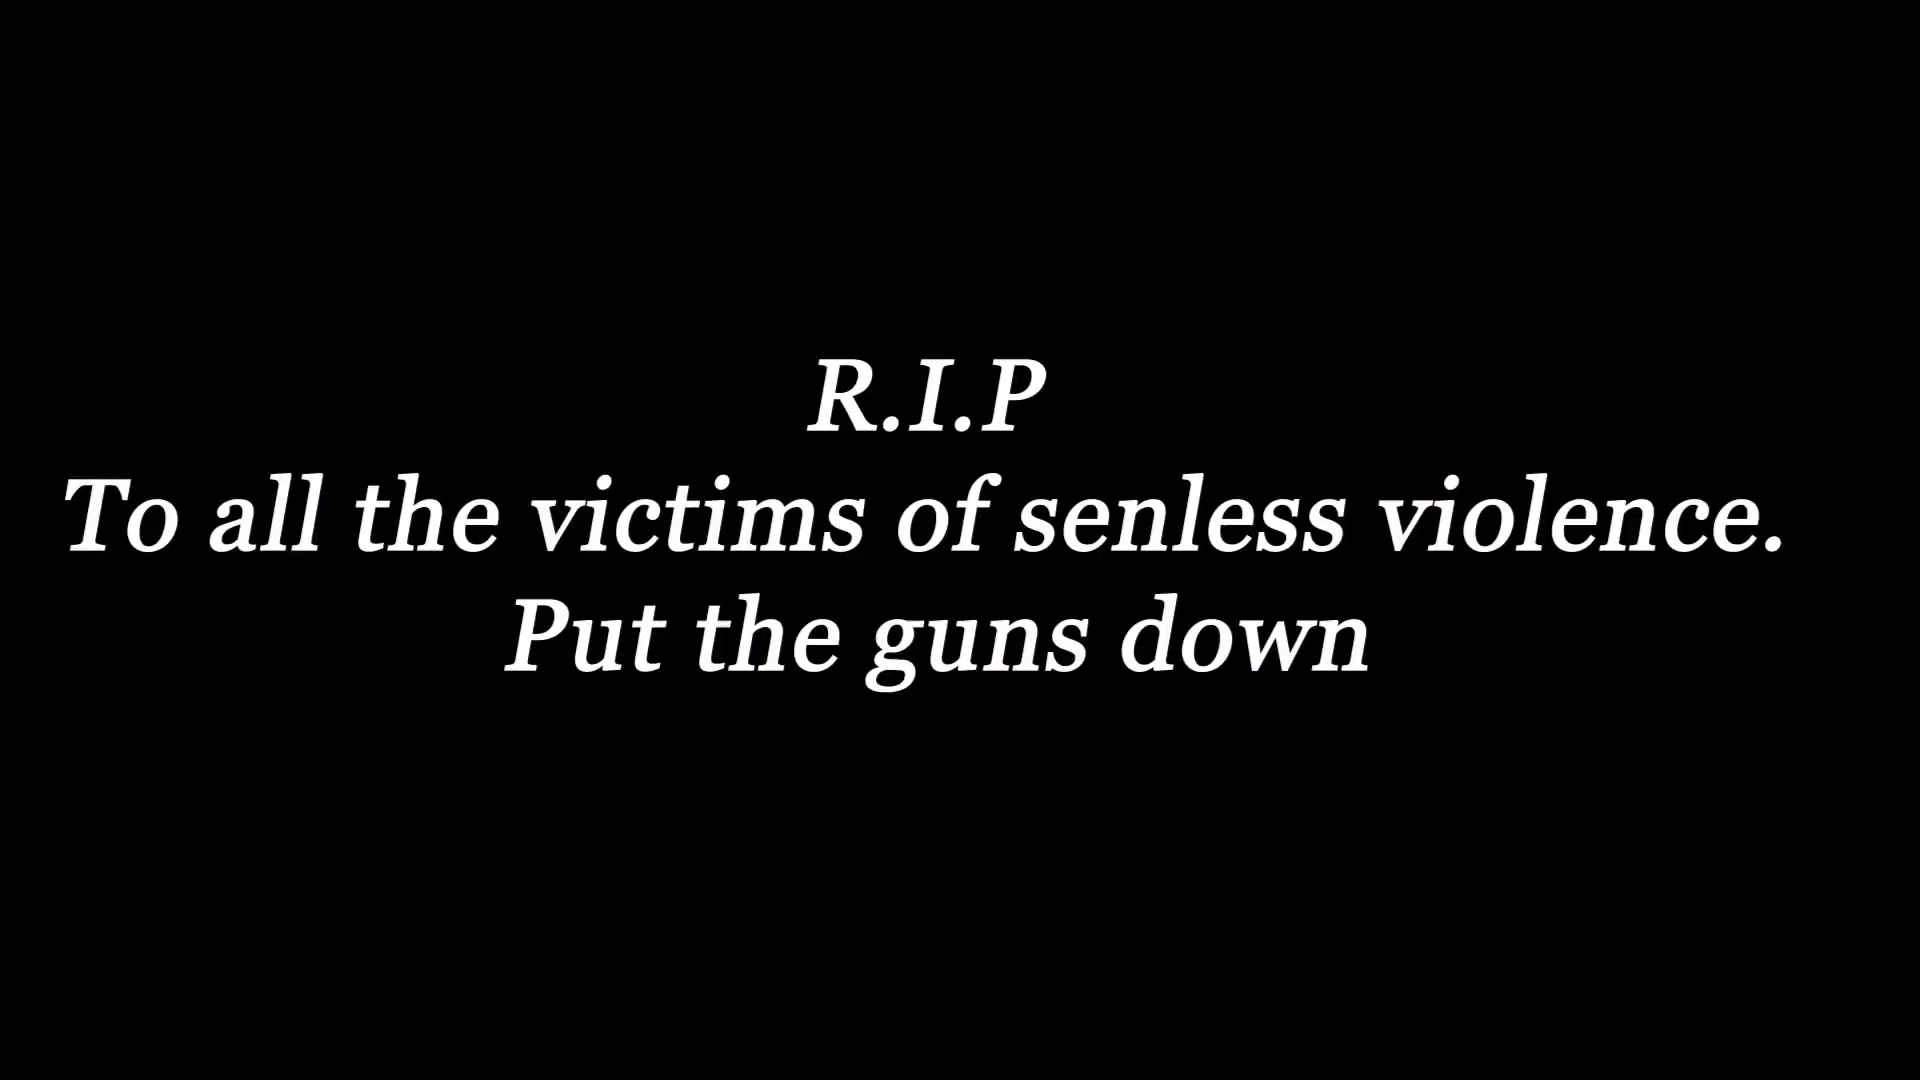 R.I.P
To all the victims of senless violence.
Put the guns down